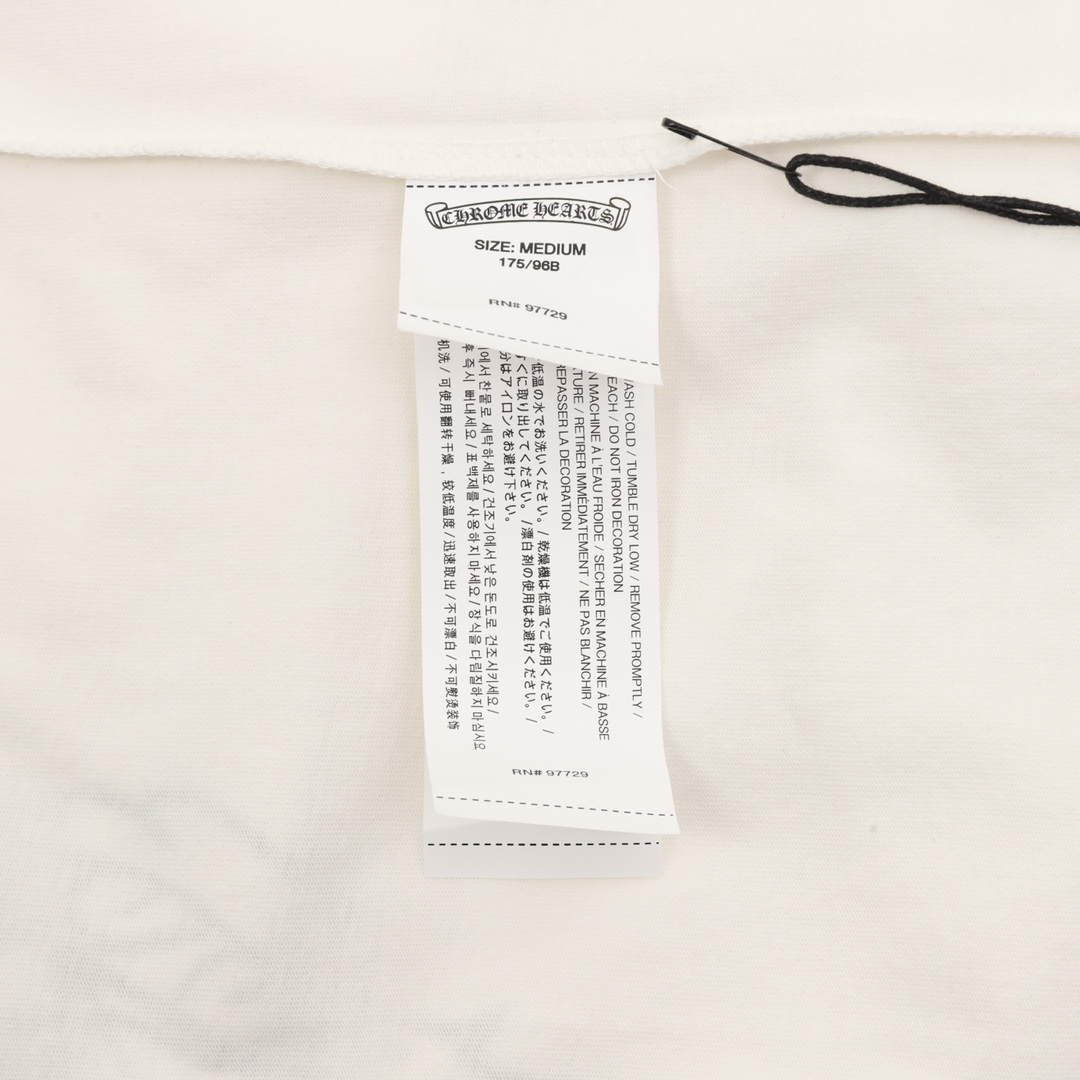 CHROME HEARTS
SIZE: MEDIUM
175/96B
RN# 97729
COLD / TUMBLE DRY LOW / REMOVE PROMPTLY /
/ DO NOT IRON DECORATION
MACHINE À L'EAU FROIDE / SECHER EN MACHINE À BASSE
/ RETIRER IMMÉDIATEMENT / NE PAS BLANCHIR /
REPASSER LA DECORATION
低温の水でお洗いください。/ 乾燥機は低温でご使用ください。/
すぐに取り出してください。/漂白剤の使用はお避けください。/
分はアイロンをお避け下さい。
에서 찬물로 세탁하세요 / 건조기에서 낮은 돈도로 건조시키세요 /
후 즉시 빼내세요 / 표백제를 사용하지 마세요 / 장식을 다림질하지 마십시오
机洗 / 可使用翻转干燥，较低温度 / 迅速取出 / 不可漂白 / 不可熨烫装饰
RN# 97729